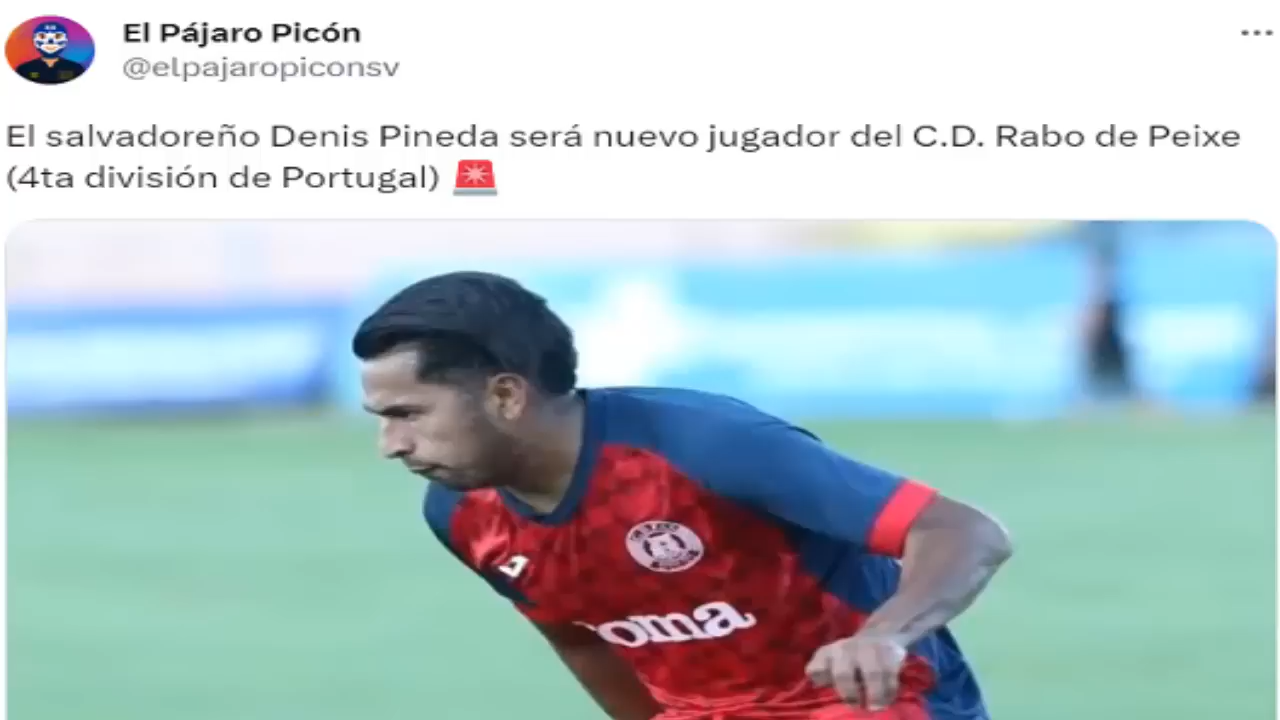 El Pájaro Picón
@elpajaropiconsv
El salvadoreño Denis Pineda será nuevo jugador del C.D. Rabo de Peixe
(4ta división de Portugal)
oma